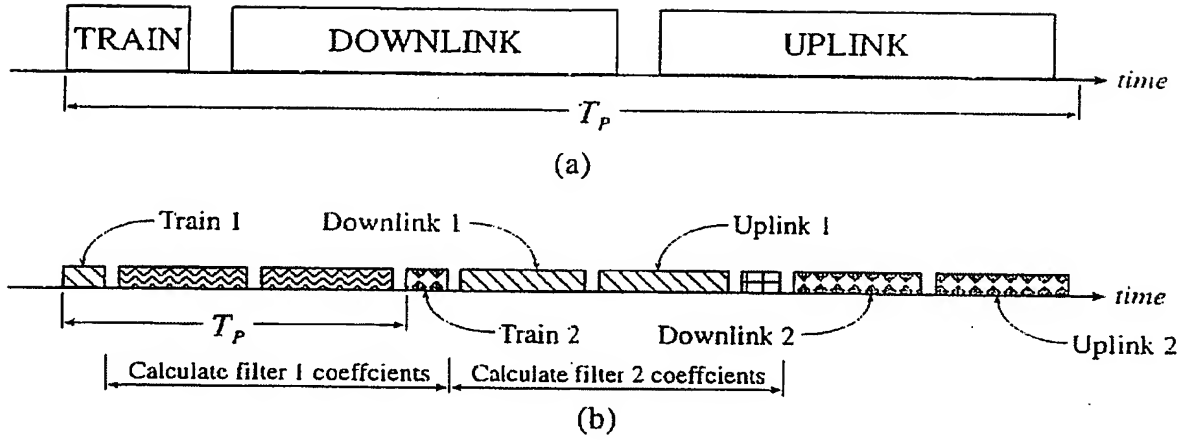 TRAIN DOWNLINK UPLINK
time
T_P
(a)
Train 1 Downlink 1 Uplink 1
time
T_P Train 2 Downlink 2 Uplink 2
Calculate filter 1 coeffcients Calculate filter 2 coeffcients
(b)